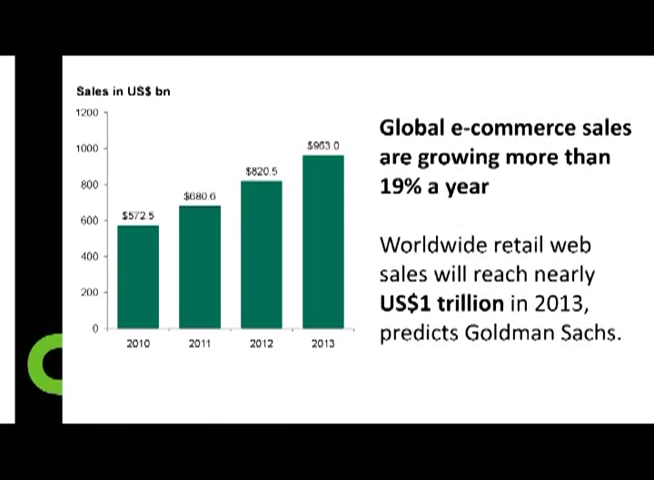 Sales in US$ bn
1200
1000
800
600
400
200
0
$572.5
$680.6
$820.5
$963.0
2010
2011
2012
2013
Global e-commerce sales
are growing more than
19% a year
Worldwide retail web
sales will reach nearly
US$1 trillion in 2013,
predicts Goldman Sachs.